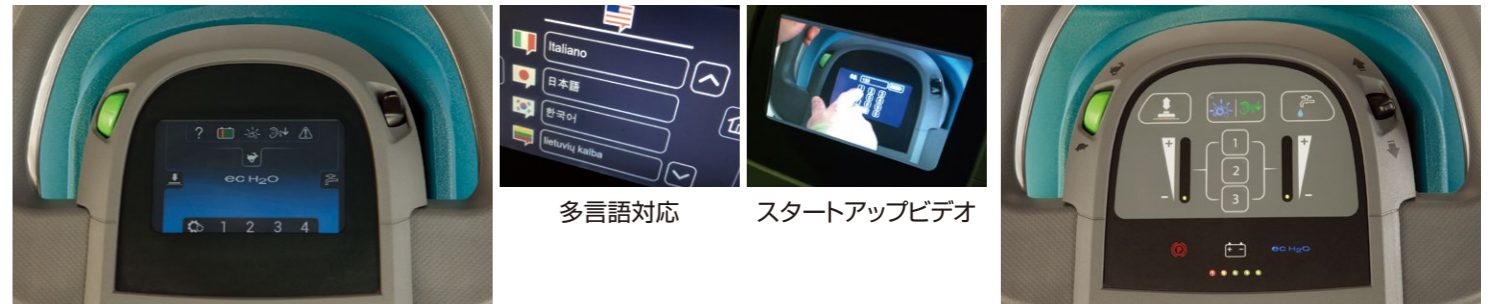 ?
ec H2O
1 2 3 4
Italiano
日本語
한국어
lietuvių kalba
多言語対応
スタートアップビデオ
+ 1 +
2
- 3 -
P + -
ec H2O